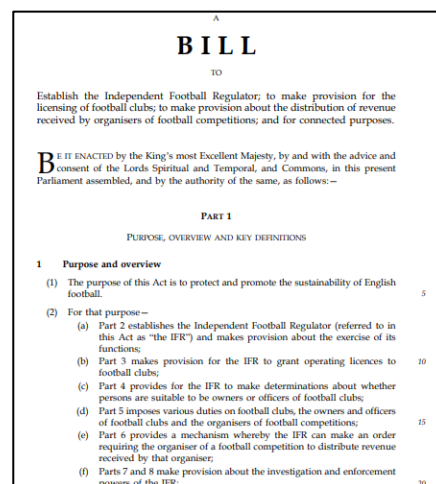 A
BILL
TO
Establish the Independent Football Regulator; to make provision for the
licensing of football clubs; to make provision about the distribution of revenue
received by organisers of football competitions; and for connected purposes.
BE IT ENACTED by the King's most Excellent Majesty, by and with the advice and
consent of the Lords Spiritual and Temporal, and Commons, in this present
Parliament assembled, and by the authority of the same, as follows:—
PART 1
PURPOSE, OVERVIEW AND KEY DEFINITIONS
1 Purpose and overview
(1) The purpose of this Act is to protect and promote the sustainability of English
football. 5
(2) For that purpose—
(a) Part 2 establishes the Independent Football Regulator (referred to in
this Act as "the IFR") and makes provision about the exercise of its
functions;
(b) Part 3 makes provision for the IFR to grant operating licences to 10
football clubs;
(c) Part 4 provides for the IFR to make determinations about whether
persons are suitable to be owners or officers of football clubs;
(d) Part 5 imposes various duties on football clubs, the owners and officers
of football clubs and the organisers of football competitions; 15
(e) Part 6 provides a mechanism whereby the IFR can make an order
requiring the organiser of a football competition to distribute revenue
received by that organiser;
(f) Parts 7 and 8 make provision about the investigation and enforcement
powers of the IFR; 20